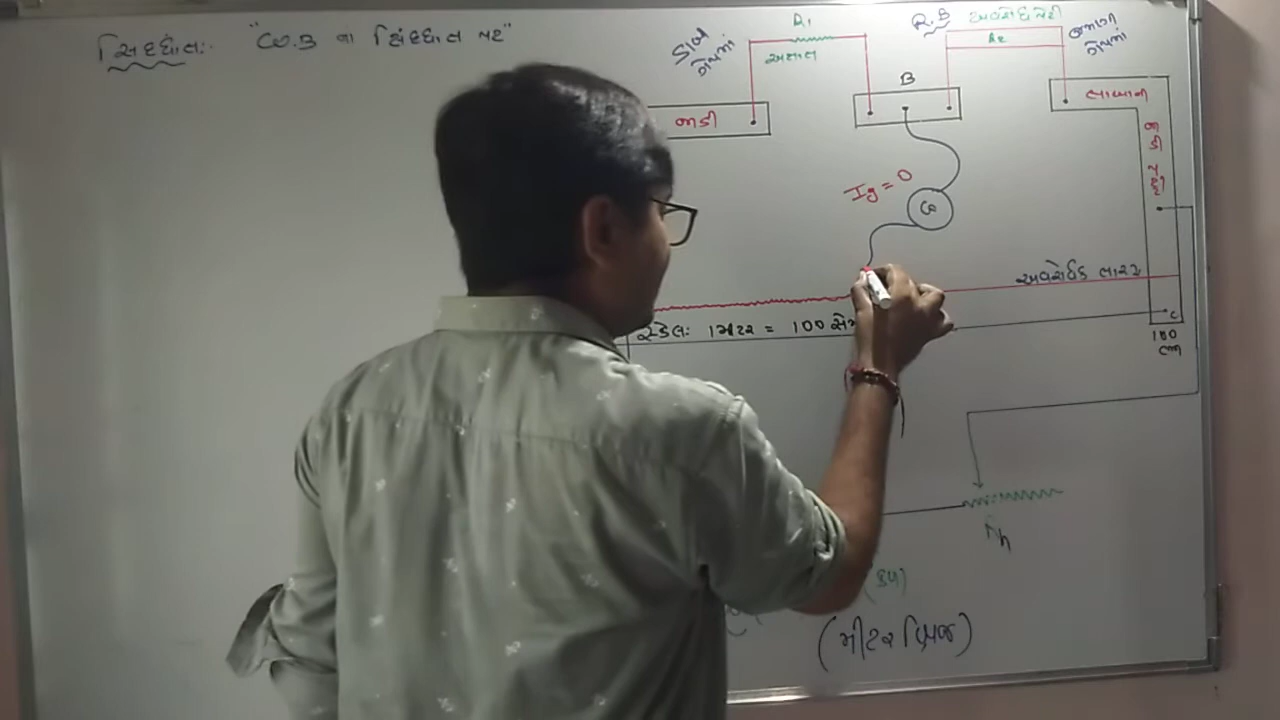 સિદ્ધાંત:- "W.B ના સિદ્ધાંત પર"
ડાબા ગેપમાં
R₁
અજ્ઞાત
R.B અવરોધપેટી
R₂
જમણા ગેપમાં
જાડી
B
લાંબાની
જાડી પટ્ટી
Ig = 0
G
અવરોધક તાર
સ્કેલ: 1મીટર = 100 સેમ
C
100 cm
Rh
(મીટરબ્રિજ)